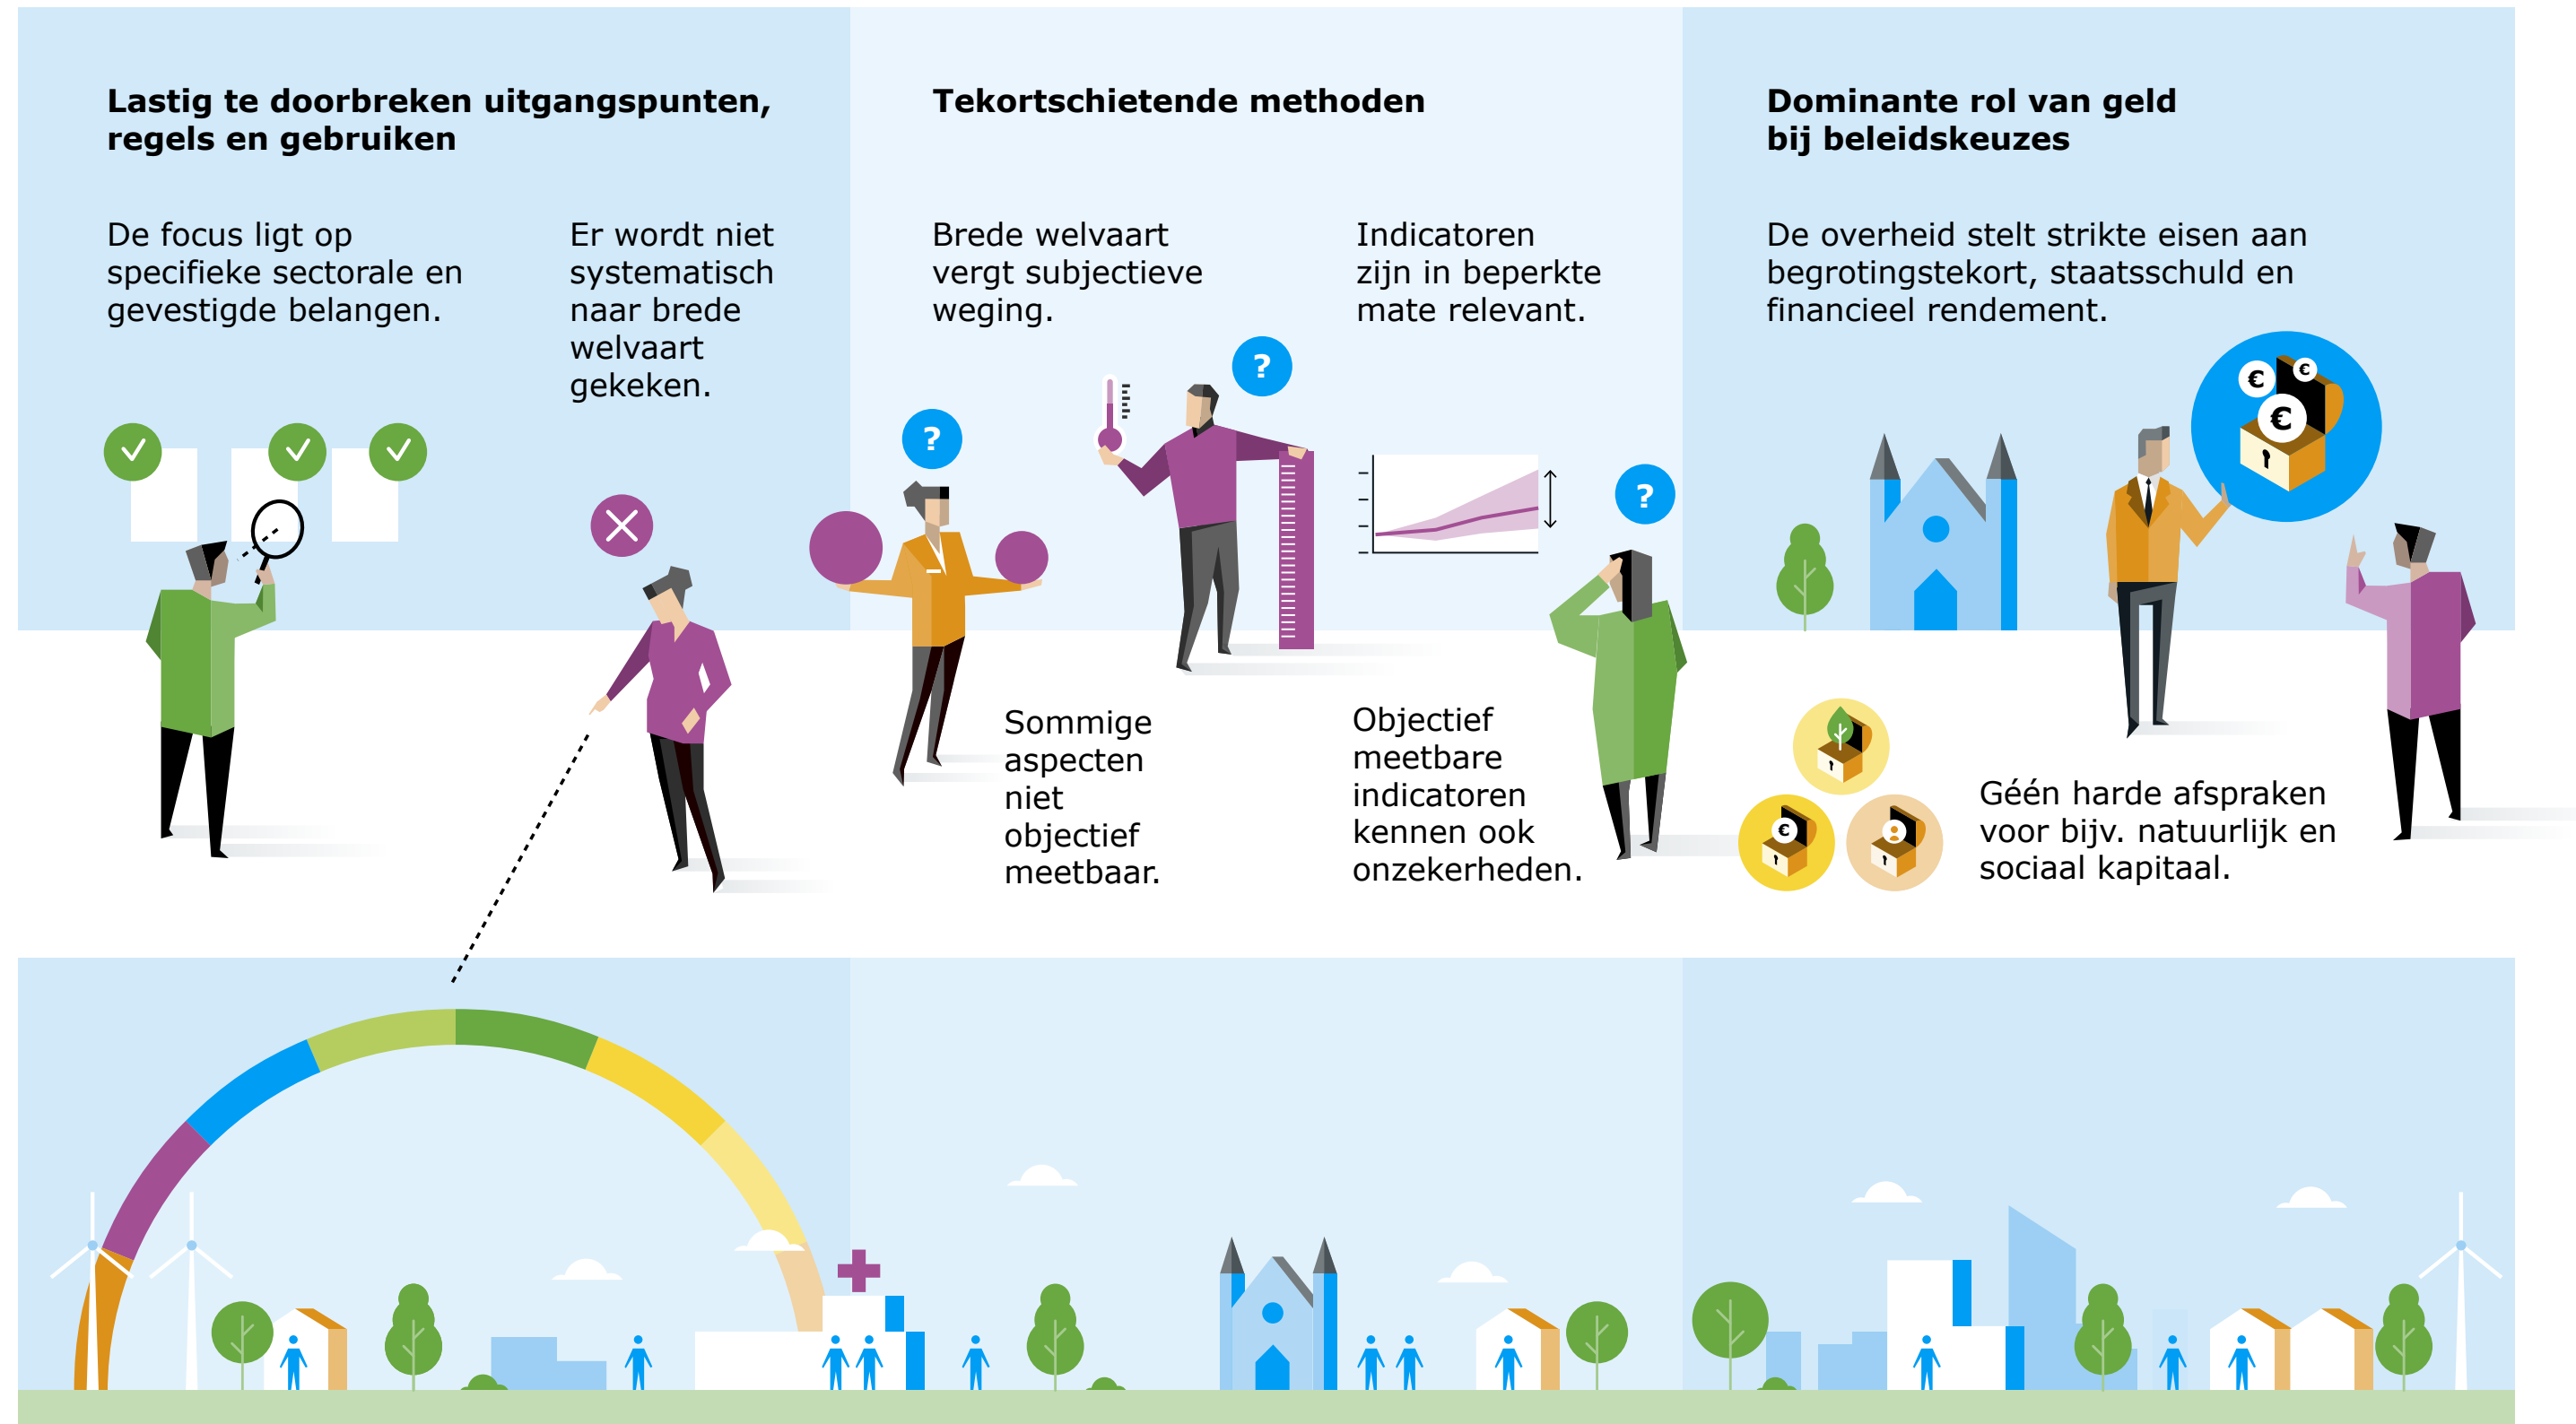 Lastig te doorbreken uitgangspunten,
regels en gebruiken
De focus ligt op
specifieke sectorale en
gevestigde belangen.
Er wordt niet
systematisch
naar brede
welvaart
gekeken.
Tekortschietende methoden
Brede welvaart
vergt subjectieve
weging.
Indicatoren
zijn in beperkte
mate relevant.
?
?
?
Sommige
aspecten
niet
objectief
meetbaar.
Objectief
meetbare
indicatoren
kennen ook
onzekerheden.
Dominante rol van geld
bij beleidskeuzes
De overheid stelt strikte eisen aan
begrotingstekort, staatsschuld en
financieel rendement.
€
€
€
€
Géén harde afspraken
voor bijv. natuurlijk en
sociaal kapitaal.